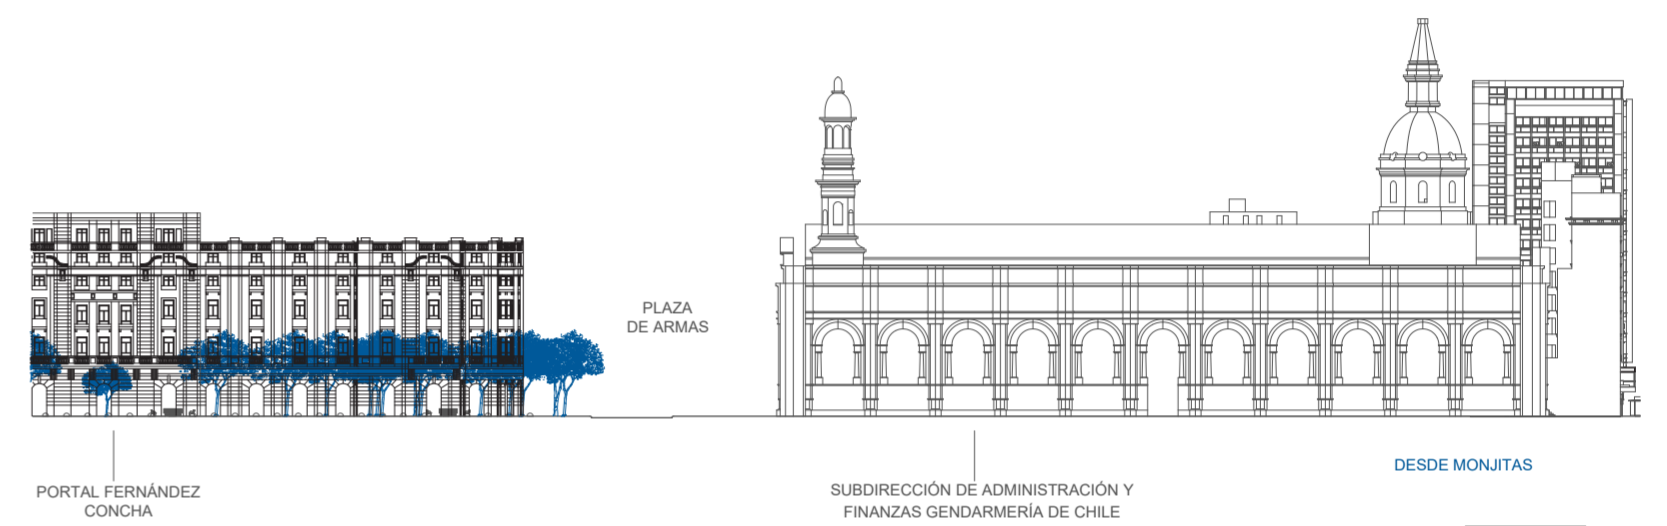 PLAZA
DE ARMAS
PORTAL FERNÁNDEZ
CONCHA
SUBDIRECCIÓN DE ADMINISTRACIÓN Y
FINANZAS GENDARMERÍA DE CHILE
DESDE MONJITAS